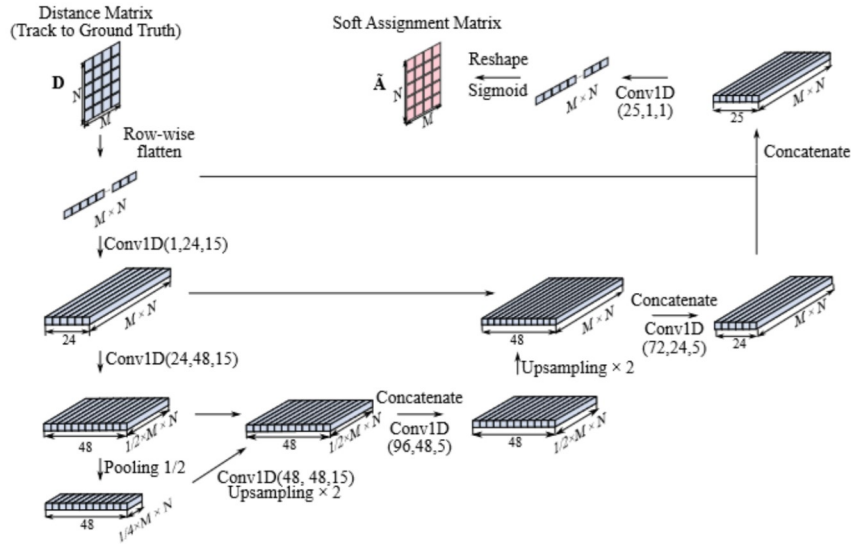 Distance Matrix
(Track to Ground Truth)
D
N
M
Row-wise
flatten
M × N
Conv1D(1,24,15)
24
M × N
Conv1D(24,48,15)
48
1/2×M × N
Pooling 1/2
48
1/4×M × N
Conv1D(48, 48,15)
Upsampling × 2
48
1/2×M × N
Concatenate
Conv1D
(96,48,5)
48
1/2×M × N
Upsampling × 2
48
M × N
Concatenate
Conv1D
(72,24,5)
24
M × N
Concatenate
25
M × N
Conv1D
(25,1,1)
M × N
Reshape
Sigmoid
Soft Assignment Matrix
Ã
N
M